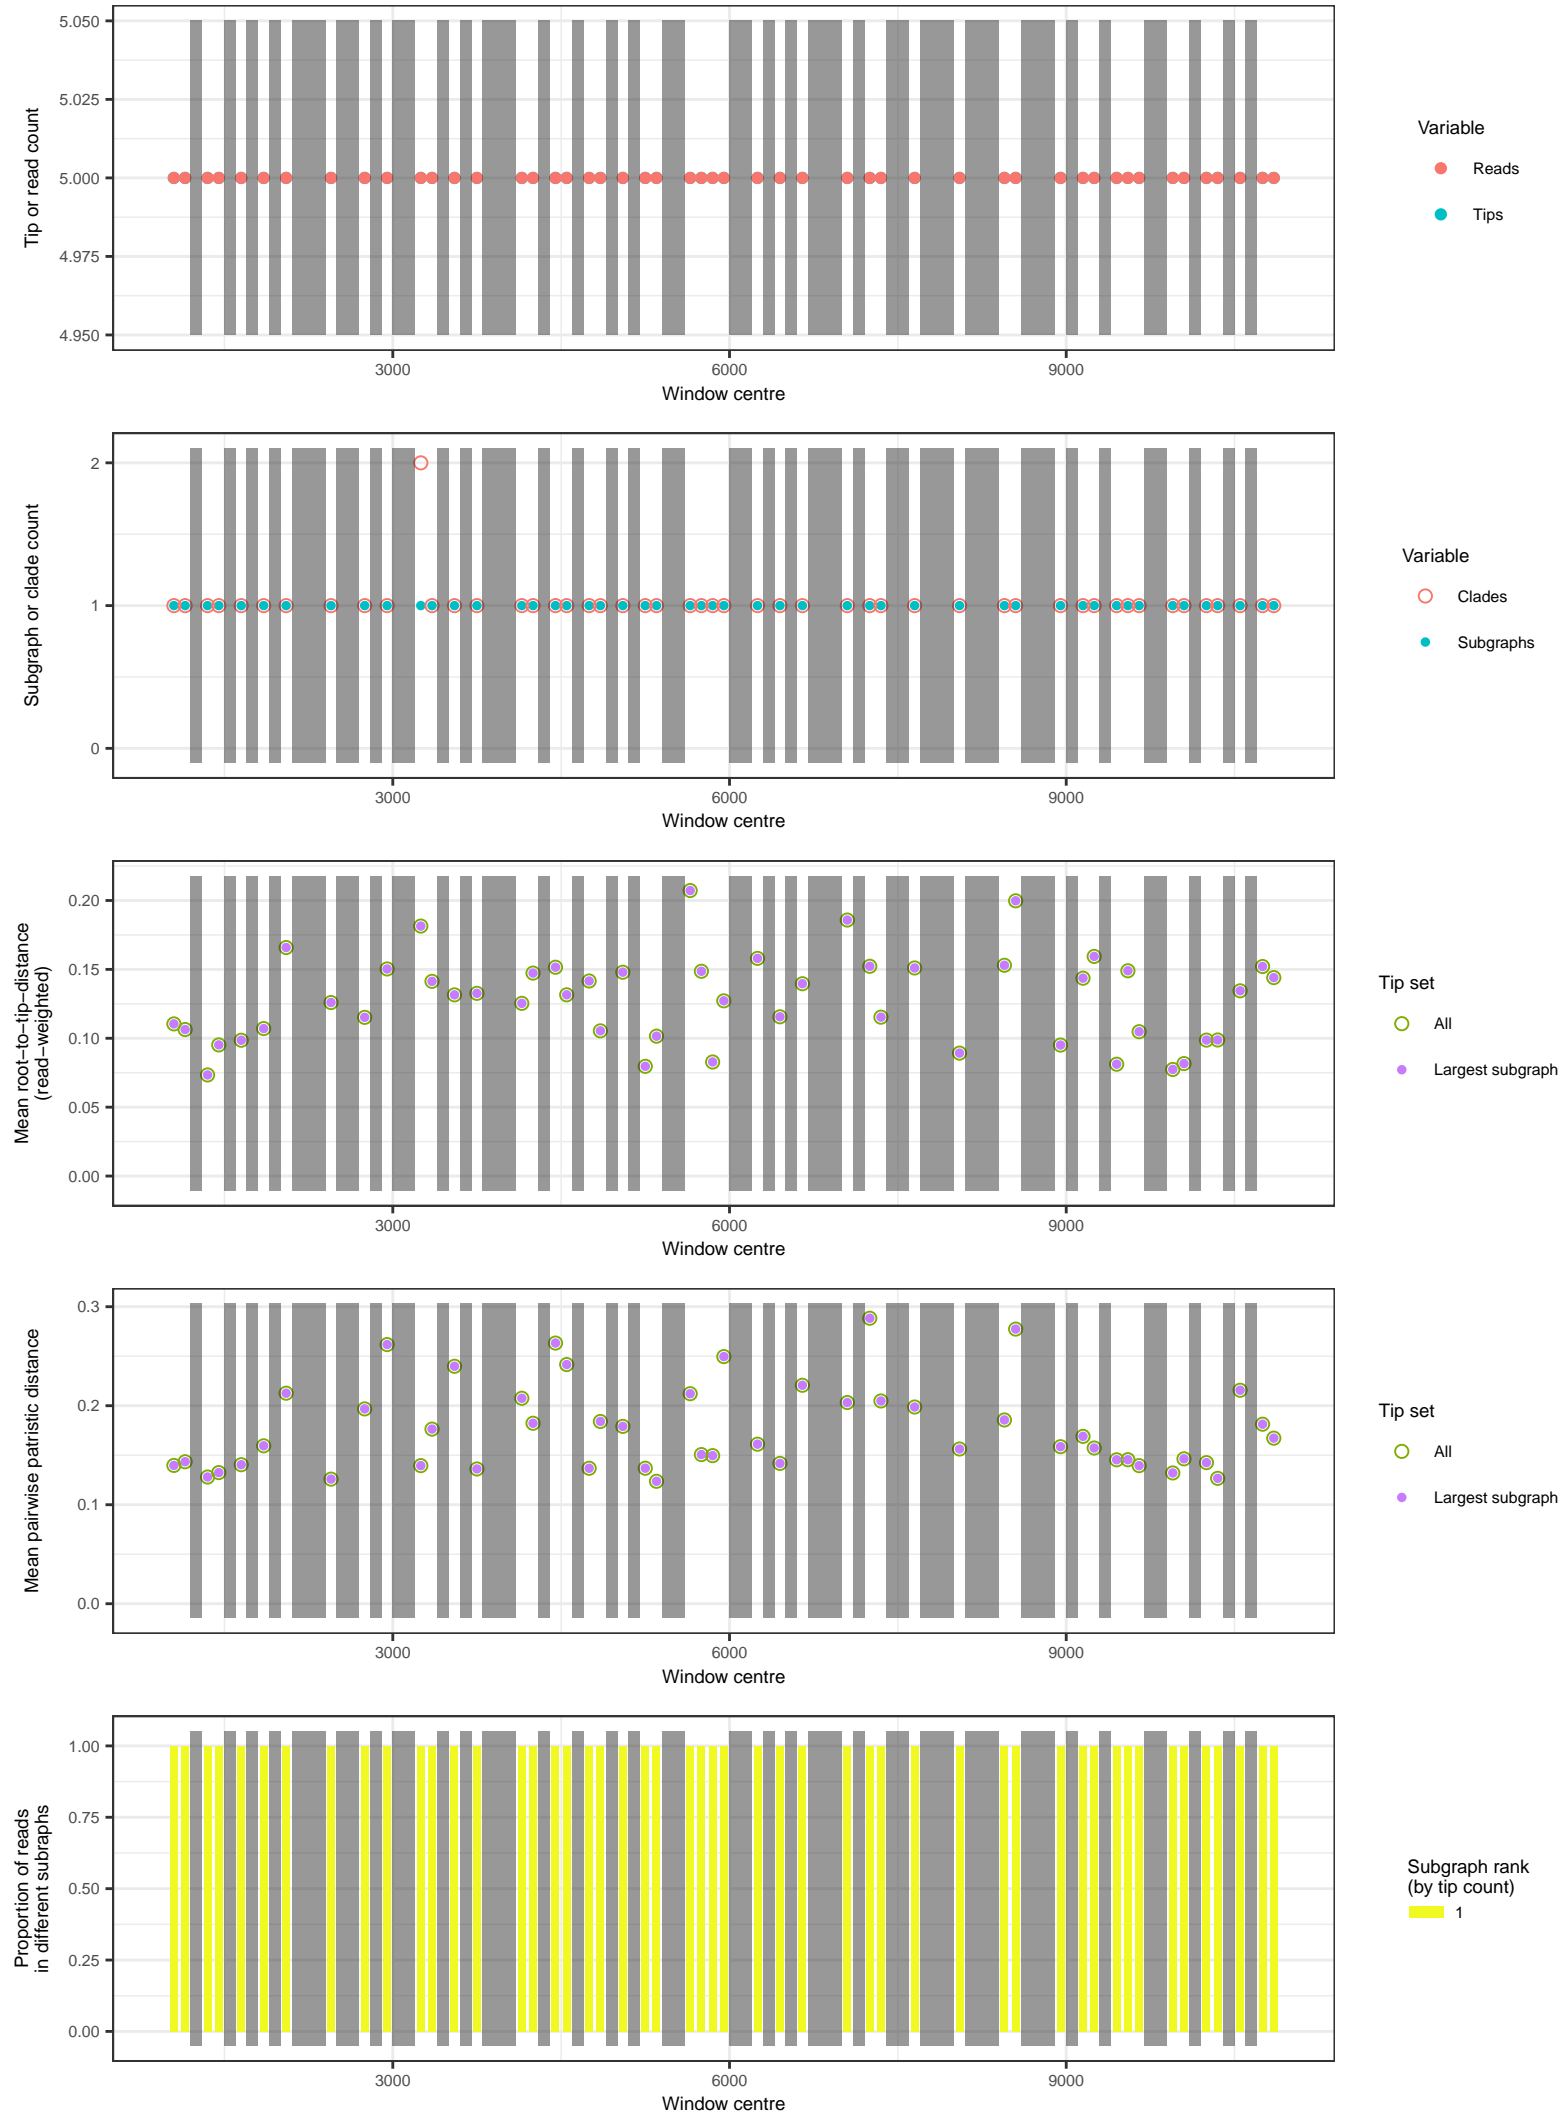 5.050
5.025
5.000
4.975
4.950
Tip or read count
3000
6000
9000
Window centre
Variable
Reads
Tips
2
1
0
Subgraph or clade count
3000
6000
9000
Window centre
Variable
Clades
Subgraphs
0.20
0.15
0.10
0.05
0.00
Mean root−to−tip−distance
(read−weighted)
3000
6000
9000
Window centre
Tip set
All
Largest subgraph
0.3
0.2
0.1
0.0
Mean pairwise patristic distance
3000
6000
9000
Window centre
Tip set
All
Largest subgraph
1.00
0.75
0.50
0.25
0.00
Proportion of reads
in different subraphs
3000
6000
9000
Window centre
Subgraph rank
(by tip count)
1